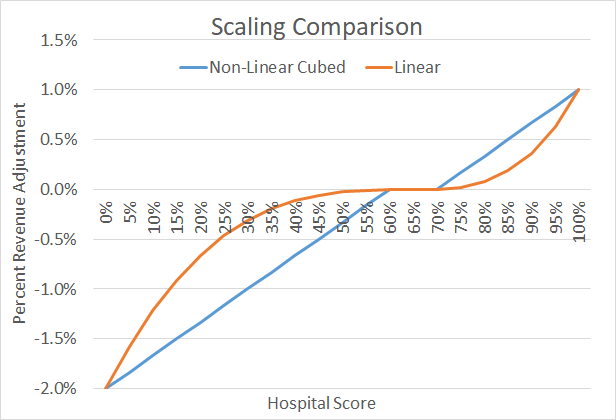 Scaling Comparison
Non-Linear Cubed Linear
Percent Revenue Adjustment
1.5%
1.0%
0.5%
0.0%
-0.5%
-1.0%
-1.5%
-2.0%
0% 5% 10% 15% 20% 25% 30% 35% 40% 45% 50% 55% 60% 65% 70% 75% 80% 85% 90% 95% 100%
Hospital Score